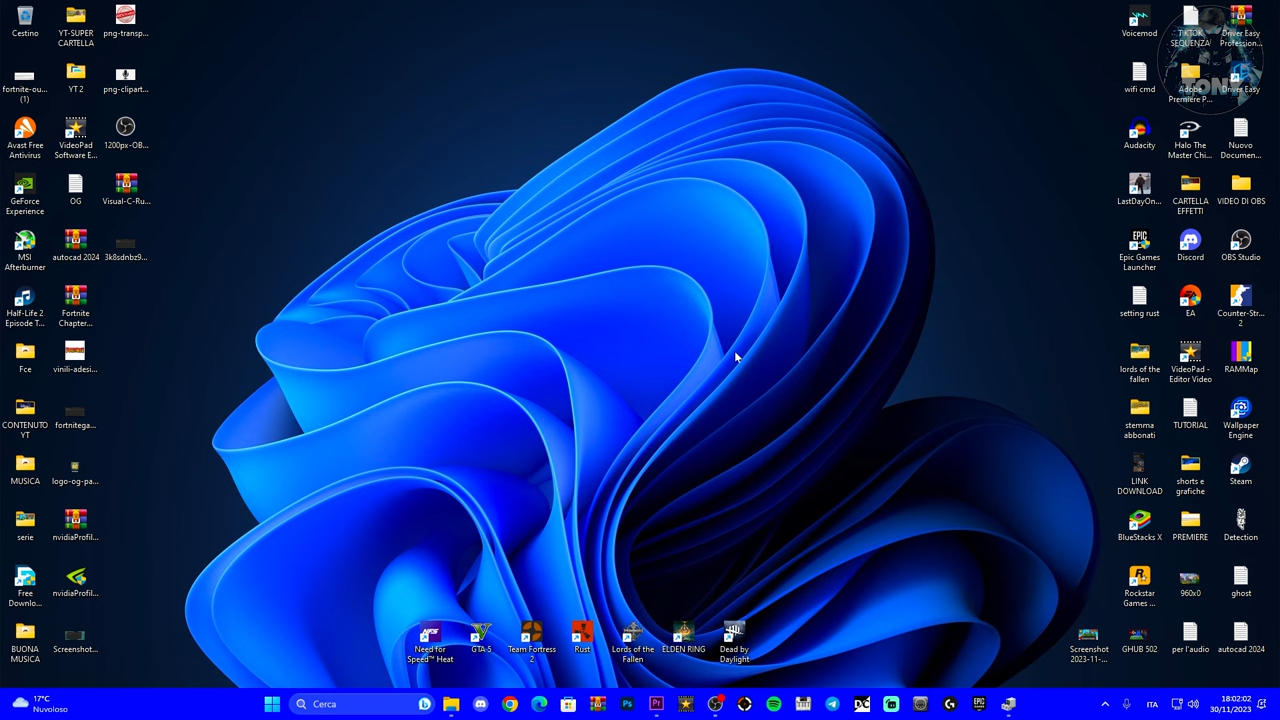 Cestino
YT-SUPER
CARTELLA
png-transp...
fortnite-ou...
(1)
YT 2
png-clipart...
Avast Free
Antivirus
VideoPad
Software E...
1200px-OB...
GeForce
Experience
OG
Visual-C-Ru...
MSI
Afterburner
autocad 2024
3k8sdnbz9...
Half-Life 2
Episode T...
Fortnite
Chapter...
Fce
vinili-adesi...
CONTENUTO
YT
fortnitega...
MUSICA
logo-og-pa...
serie
nvidiaProfil...
Free
Downlo...
nvidiaProfil...
BUONA
MUSICA
Screenshot...
Need for
Speed™ Heat
GTA 5
Team Fortress
2
Rust
Lords of the
Fallen
ELDEN RING
Dead by
Daylight
Voicemod
TIKTOK
SEQUENZA
Driver Easy
Profession...
wifi cmd
Adobe
Premiere P...
Driver Easy
TONY
Audacity
Halo The
Master Chi...
Nuovo
Documen...
LastDayOn...
CARTELLA
EFFETTI
VIDEO DI OBS
EPIC
GAMES
Epic Games
Launcher
Discord
OBS Studio
setting rust
EA
Counter-Str...
2
lords of the
fallen
VideoPad -
Editor Video
RAMMap
stemma
abbonati
TUTORIAL
Wallpaper
Engine
LINK
DOWNLOAD
shorts e
grafiche
Steam
BlueStacks X
PREMIERE
Detection
Rockstar
Games ...
960x0
ghost
Screenshot
2023-11-...
GHUB 502
per l'audio
autocad 2024
17°C
Nuvoloso
Cerca
Ps
Pr
ITA
18:02:02
30/11/2023